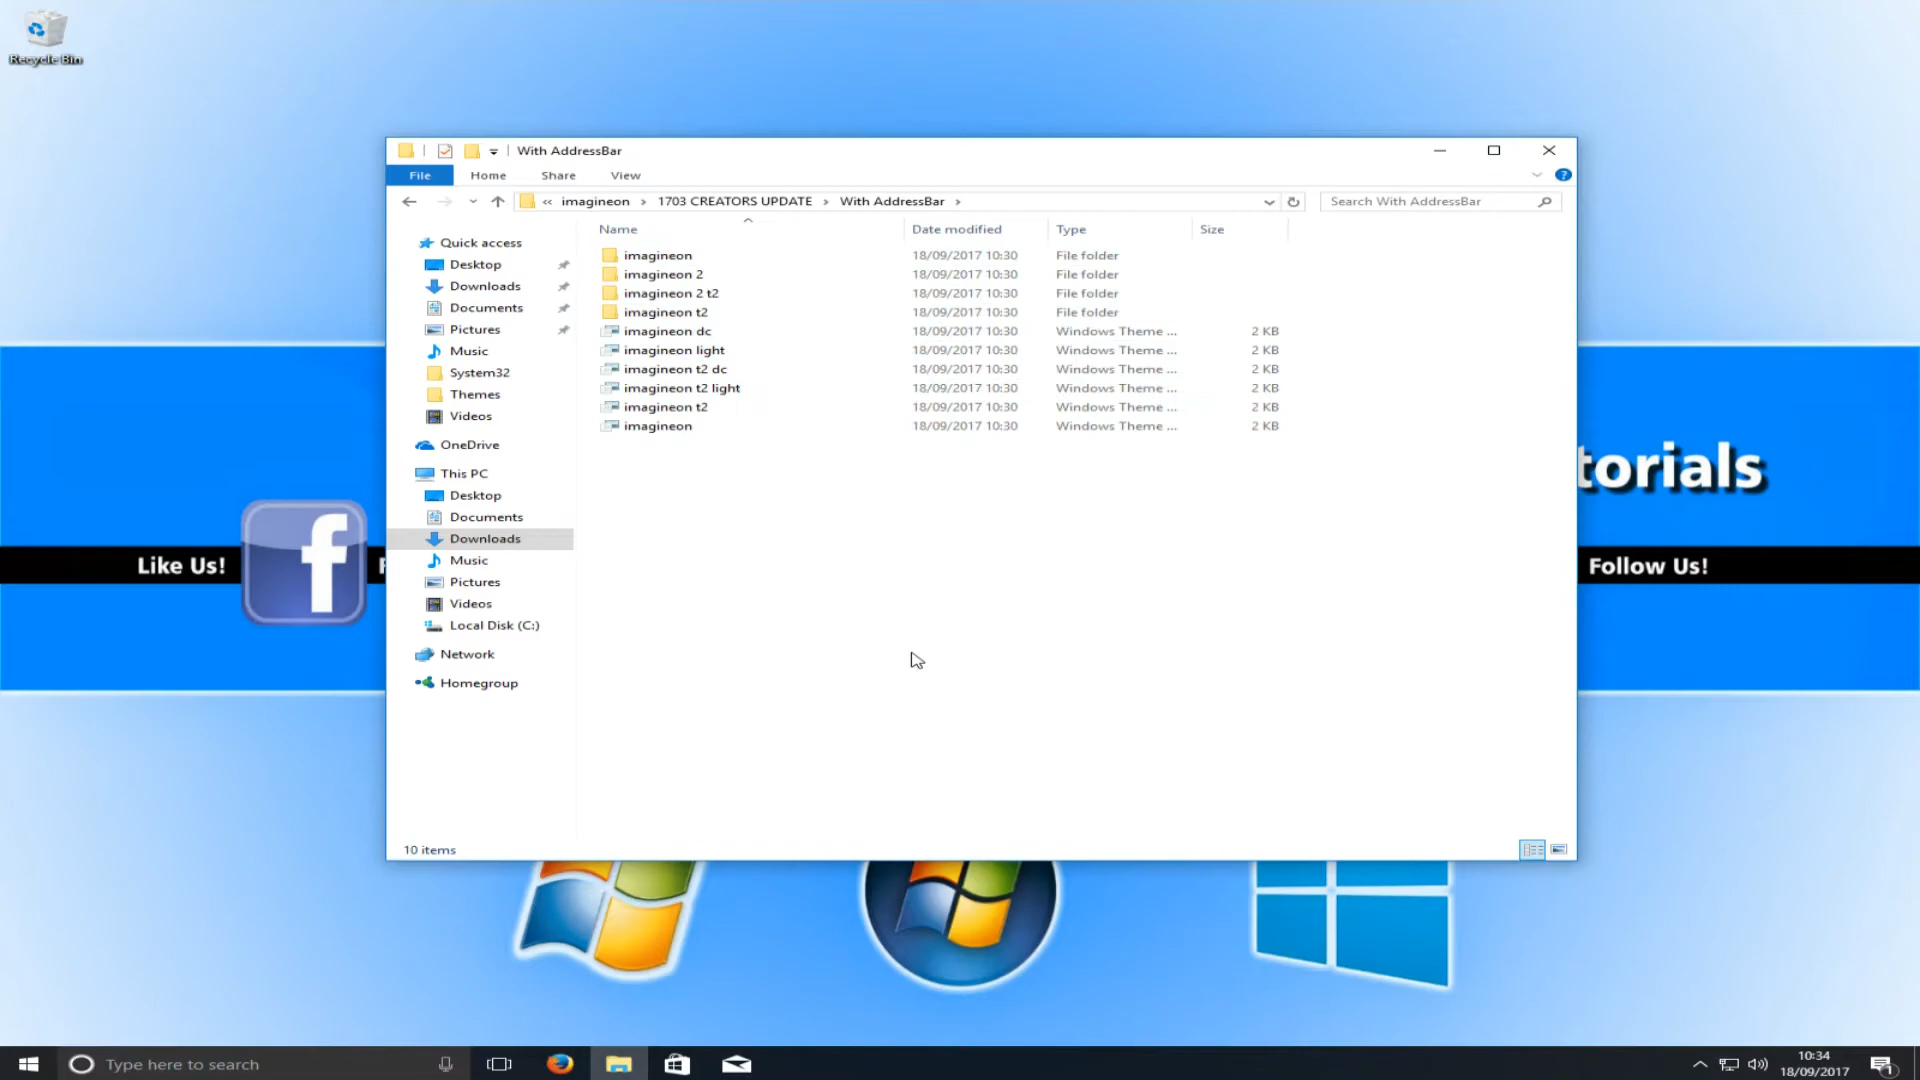 Recycle Bin
With AddressBar
File Home Share View
« imagineon > 1703 CREATORS UPDATE > With AddressBar >
Search With AddressBar
Name Date modified Type Size
imagineon 18/09/2017 10:30 File folder
imagineon 2 18/09/2017 10:30 File folder
imagineon 2 t2 18/09/2017 10:30 File folder
imagineon t2 18/09/2017 10:30 File folder
imagineon dc 18/09/2017 10:30 Windows Theme ... 2 KB
imagineon light 18/09/2017 10:30 Windows Theme ... 2 KB
imagineon t2 dc 18/09/2017 10:30 Windows Theme ... 2 KB
imagineon t2 light 18/09/2017 10:30 Windows Theme ... 2 KB
imagineon t2 18/09/2017 10:30 Windows Theme ... 2 KB
imagineon 18/09/2017 10:30 Windows Theme ... 2 KB
Quick access
Desktop
Downloads
Documents
Pictures
Music
System32
Themes
Videos
OneDrive
This PC
Desktop
Documents
Downloads
Music
Pictures
Videos
Local Disk (C:)
Network
Homegroup
10 items
torials
Like Us!
f
Follow Us!
Type here to search
10:34
18/09/2017
1